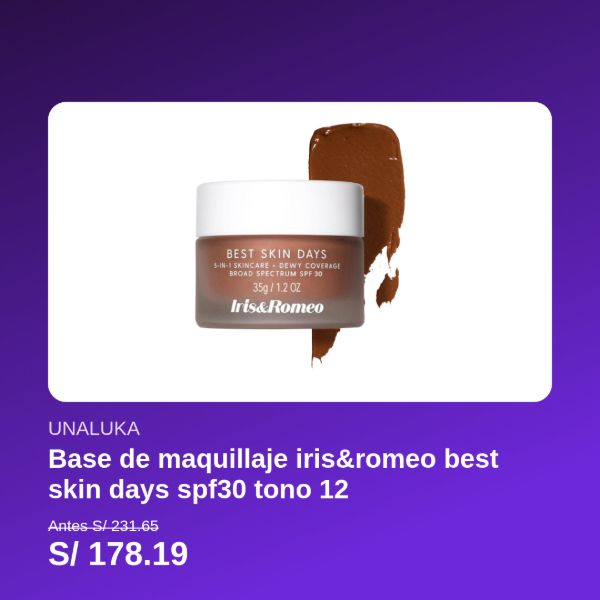 BEST SKIN DAYS
5-IN-1 SKINCARE + DEWY COVERAGE
BROAD SPECTRUM SPF 30
35g / 1.2 OZ
Iris&Romeo
UNALUKA
Base de maquillaje iris&romeo best
skin days spf30 tono 12
Antes S/ 231.65
S/ 178.19